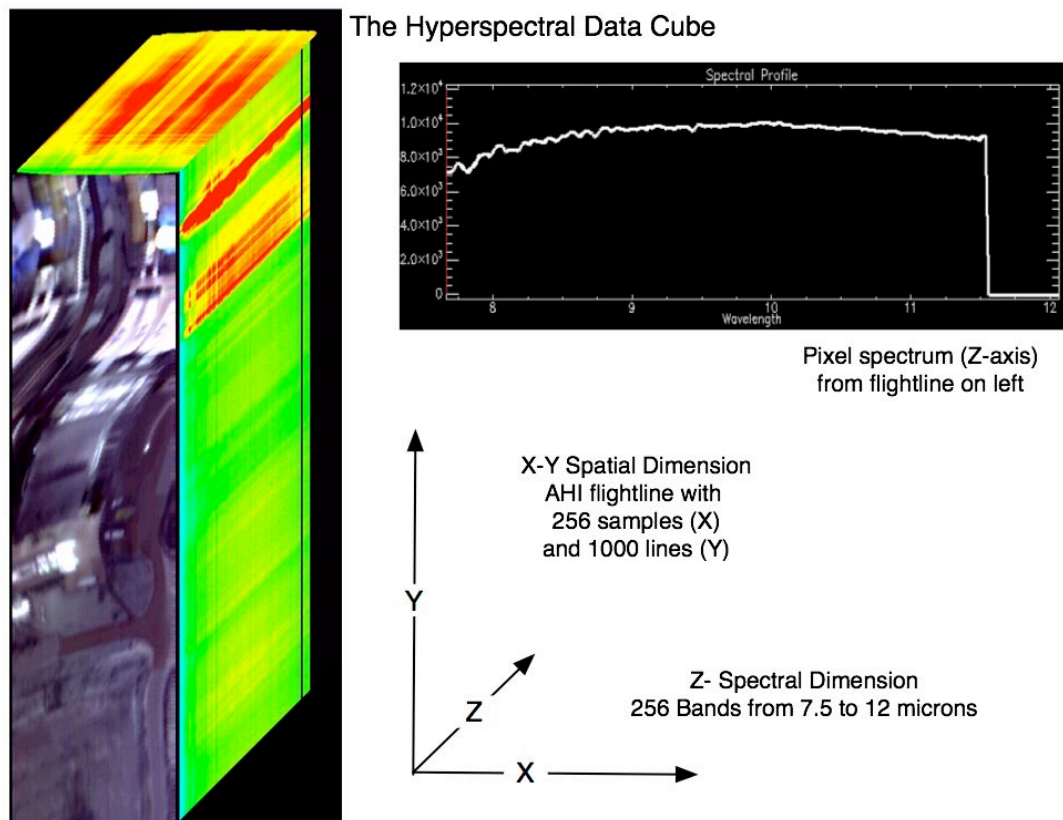 The Hyperspectral Data Cube
Spectral Profile
1.2×10⁴
1.0×10⁴
8.0×10³
6.0×10³
4.0×10³
2.0×10³
0
8 9 10 11 12
Wavelength
Pixel spectrum (Z-axis)
from flightline on left
X-Y Spatial Dimension
AHI flightline with
256 samples (X)
and 1000 lines (Y)
Y
Z
X
Z- Spectral Dimension
256 Bands from 7.5 to 12 microns